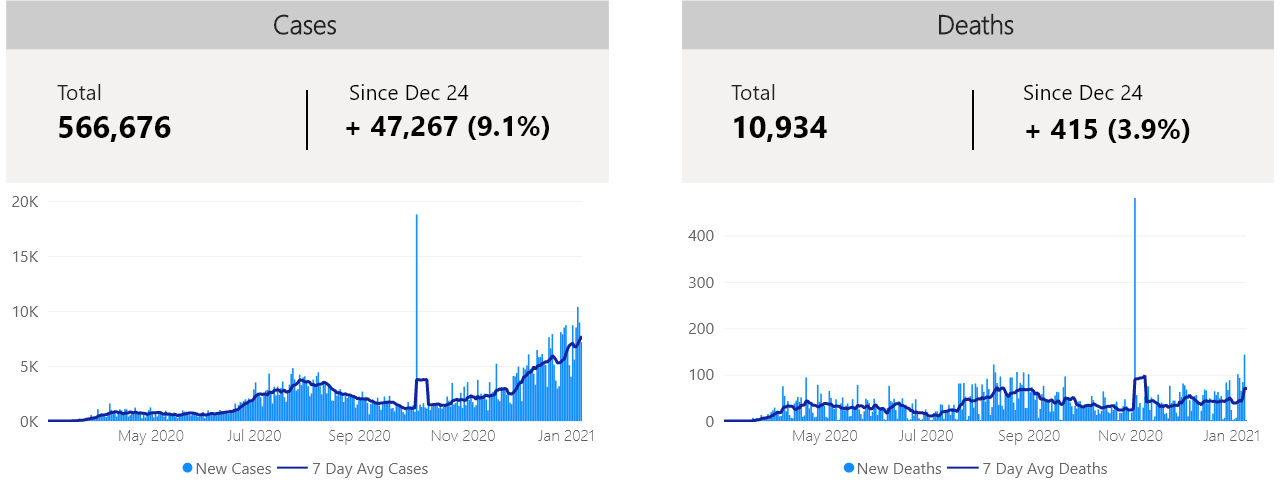 Cases
Total
Since Dec 24
566,676
+ 47,267 (9.1%)
20K
15K
10K
5K
0K
May 2020
Jul 2020
Sep 2020
Nov 2020
Jan 2021
New Cases
7 Day Avg Cases
Deaths
Total
Since Dec 24
10,934
+ 415 (3.9%)
400
300
200
100
0
May 2020
Jul 2020
Sep 2020
Nov 2020
Jan 2021
New Deaths
7 Day Avg Deaths